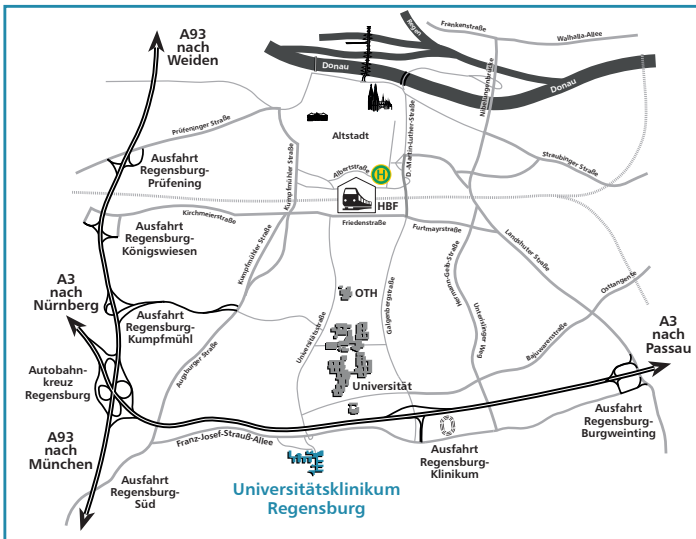 A93
nach
Weiden
Regen
Frankenstraße
Walhalla-Allee
Donau
Donau
Nibelungenbrücke
Prüfeninger Straße
Altstadt
D.-Martin-Luther-Straße
Straubinger Straße
Ausfahrt
Regensburg-
Prüfening
Kumpfmühler Straße
Albertstraße
H
HBF
Kirchmeierstraße
Friedenstraße
Furtmayrstraße
Landshuter Straße
Ausfahrt
Regensburg-
Königswiesen
Kumpfmühler Straße
Hermann-Geib-Straße
Osttangente
A3
nach
Nürnberg
OTH
Galgenbergstraße
Universitätsstraße
Unterislinger Weg
Ausfahrt
Regensburg-
Kumpfmühl
A3
nach
Passau
Bajuwarenstraße
Augsburger Straße
Autobahn-
kreuz
Regensburg
Universität
Ausfahrt
Regensburg-
Burgweinting
A93
nach
München
Franz-Josef-Strauß-Allee
Ausfahrt
Regensburg-
Klinikum
Ausfahrt
Regensburg-
Süd
Universitätsklinikum
Regensburg